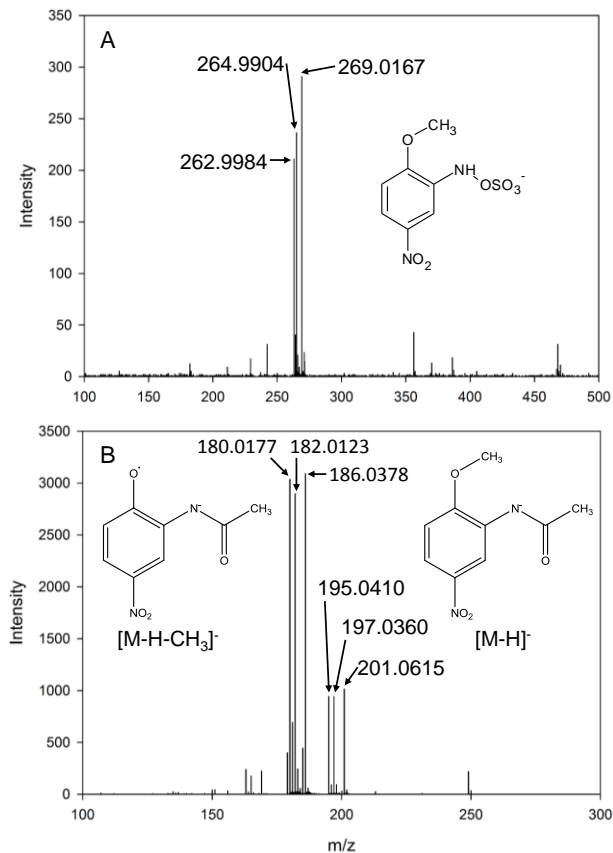 A
350
300
250
200
150
100
50
0
Intensity
264.9904
269.0167
262.9984
CH3
O
NH
OSO3-
NO2
100 150 200 250 300 350 400 450 500
B
3500
3000
2500
2000
1500
1000
500
0
Intensity
180.0177 182.0123
186.0378
O·
N-
CH3
O
NO2
[M-H-CH3]-
195.0410
197.0360
201.0615
CH3
O
N-
CH3
O
NO2
[M-H]-
100 150 200 250 300
m/z